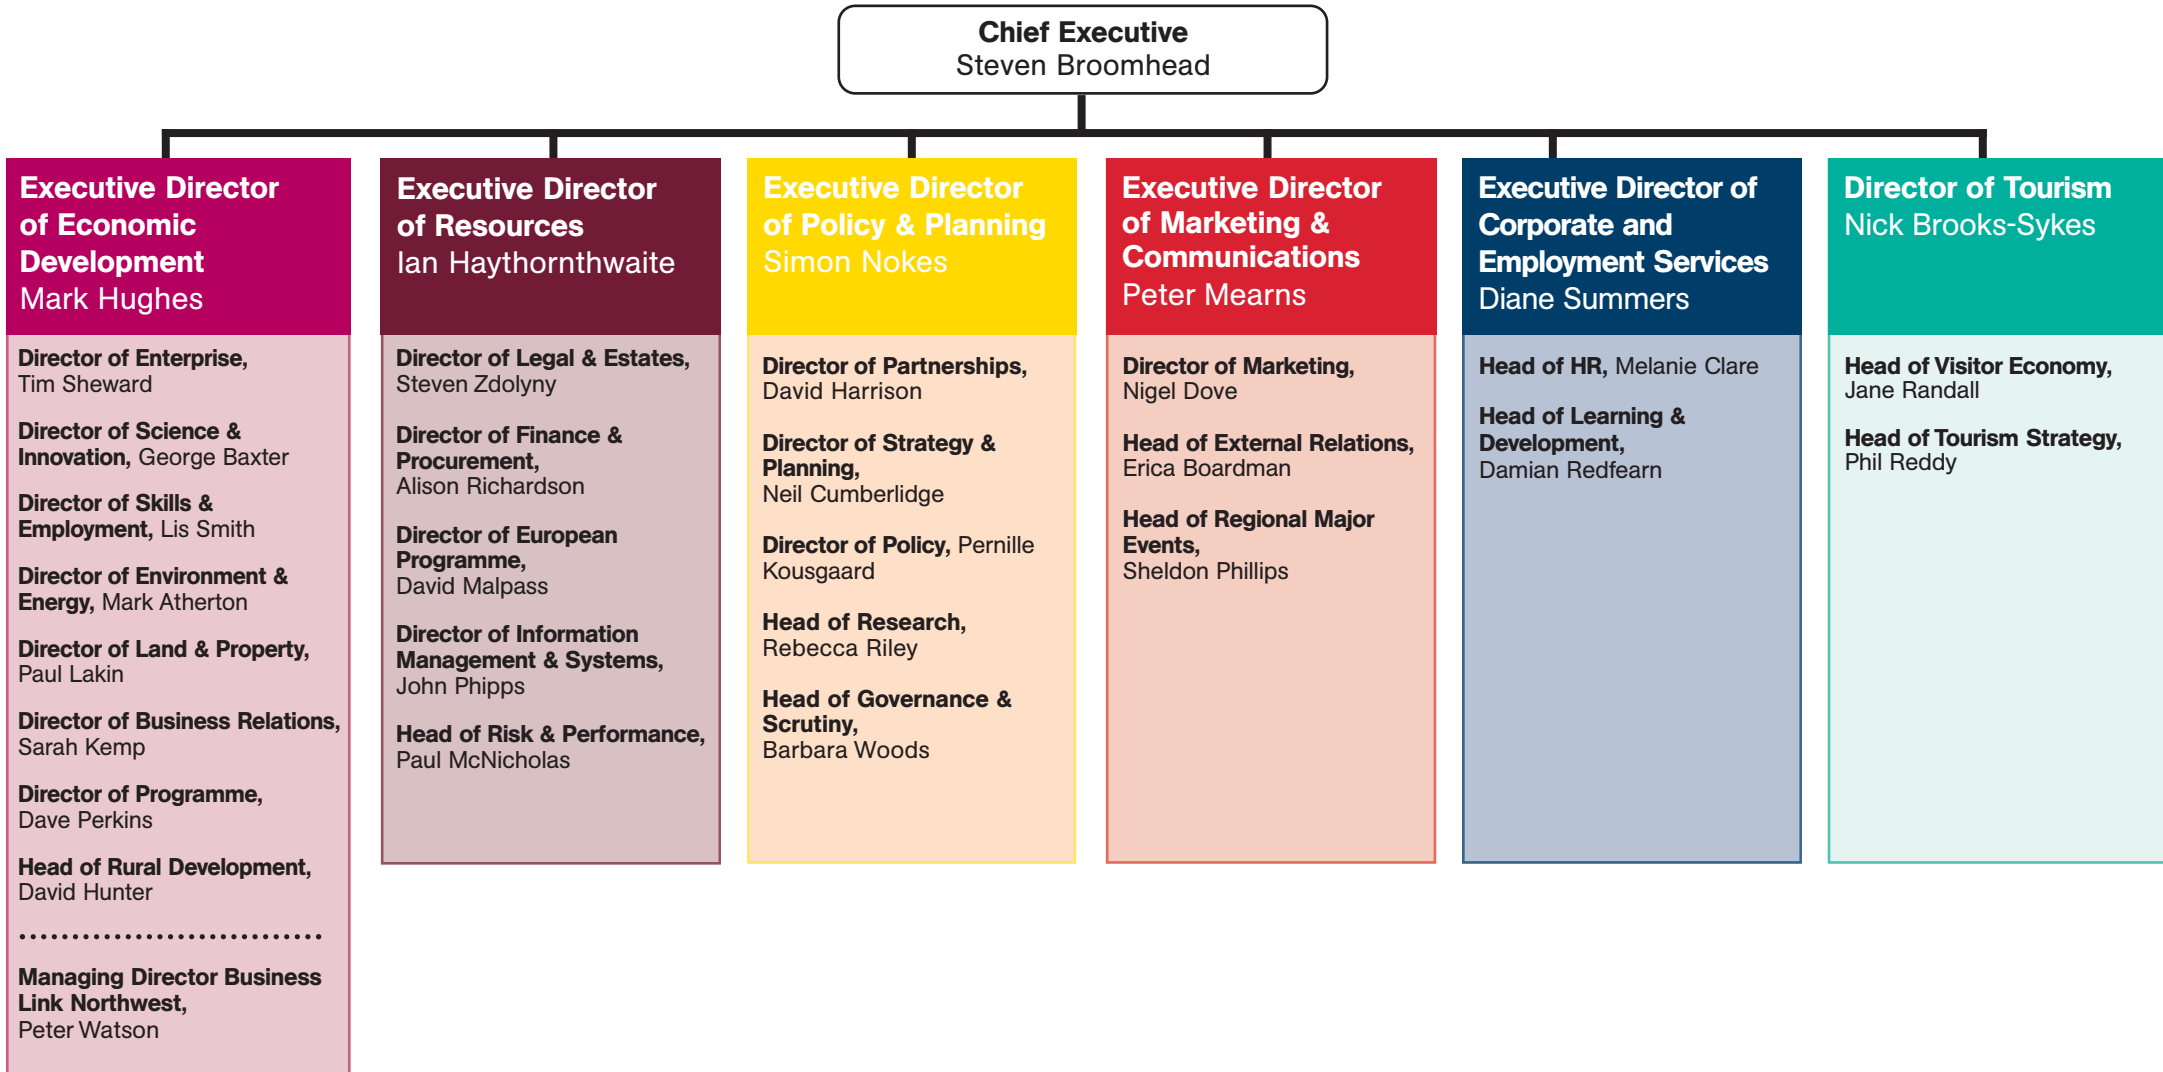 Chief Executive
Steven Broomhead
Executive Director
of Economic
Development
Mark Hughes
Director of Enterprise,
Tim Sheward
Director of Science &
Innovation, George Baxter
Director of Skills &
Employment, Lis Smith
Director of Environment &
Energy, Mark Atherton
Director of Land & Property,
Paul Lakin
Director of Business Relations,
Sarah Kemp
Director of Programme,
Dave Perkins
Head of Rural Development,
David Hunter
Managing Director Business
Link Northwest,
Peter Watson
Executive Director
of Resources
Ian Haythornthwaite
Director of Legal & Estates,
Steven Zdolyny
Director of Finance &
Procurement,
Alison Richardson
Director of European
Programme,
David Malpass
Director of Information
Management & Systems,
John Phipps
Head of Risk & Performance,
Paul McNicholas
Executive Director
of Policy & Planning
Simon Nokes
Director of Partnerships,
David Harrison
Director of Strategy &
Planning,
Neil Cumberlidge
Director of Policy, Pernille
Kousgaard
Head of Research,
Rebecca Riley
Head of Governance &
Scrutiny,
Barbara Woods
Executive Director
of Marketing &
Communications
Peter Mearns
Director of Marketing,
Nigel Dove
Head of External Relations,
Erica Boardman
Head of Regional Major
Events,
Sheldon Phillips
Executive Director of
Corporate and
Employment Services
Diane Summers
Head of HR, Melanie Clare
Head of Learning &
Development,
Damian Redfearn
Director of Tourism
Nick Brooks-Sykes
Head of Visitor Economy,
Jane Randall
Head of Tourism Strategy,
Phil Reddy